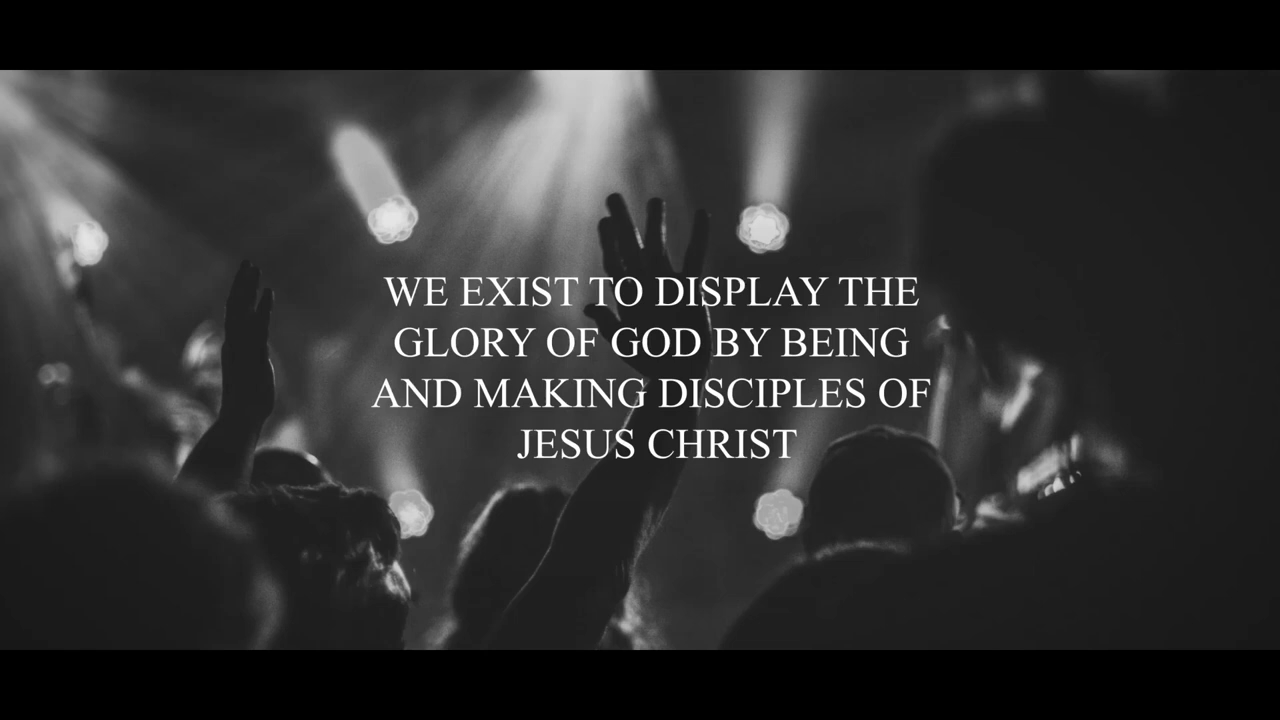 WE EXIST TO DISPLAY THE
GLORY OF GOD BY BEING
AND MAKING DISCIPLES OF
JESUS CHRIST